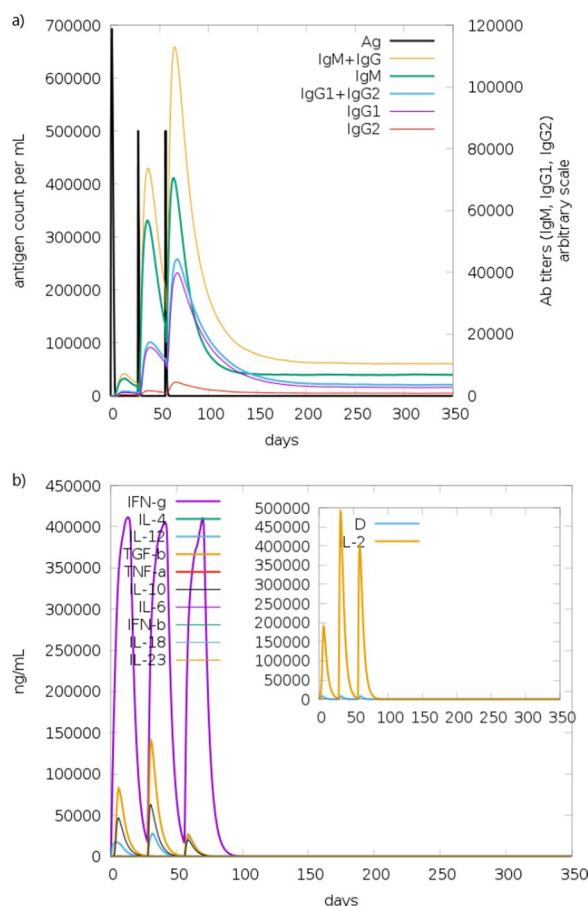 a)
700000
600000
500000
400000
300000
200000
100000
0
antigen count per mL
Ag
IgM+IgG
IgM
IgG1+IgG2
IgG1
IgG2
120000
100000
80000
60000
40000
20000
0
Ab titers (IgM, IgG1, IgG2)
arbitrary scale
0 50 100 150 200 250 300 350
days
b)
450000
400000
350000
300000
250000
200000
150000
100000
50000
0
ng/mL
IFN-g
IL-4
IL-12
TGF-b
TNF-a
IL-10
IL-6
IFN-b
IL-18
IL-23
500000
450000
400000
350000
300000
250000
200000
150000
100000
50000
0
D
L-2
0 50 100 150 200 250 300 350
0 50 100 150 200 250 300 350
days